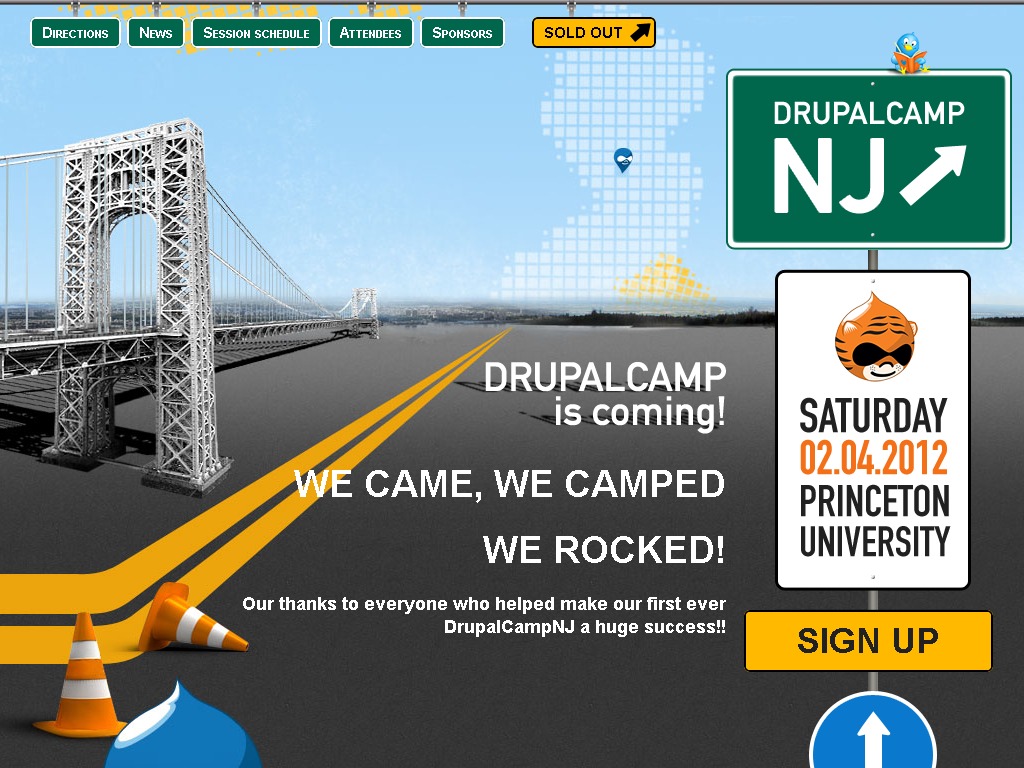 DIRECTIONS
NEWS
SESSION SCHEDULE
ATTENDEES
SPONSORS
SOLD OUT
DRUPALCAMP
NJ
SATURDAY
02.04.2012
PRINCETON
UNIVERSITY
DRUPALCAMP
is coming!
WE CAME, WE CAMPED
WE ROCKED!
Our thanks to everyone who helped make our first ever
DrupalCampNJ a huge success!!
SIGN UP